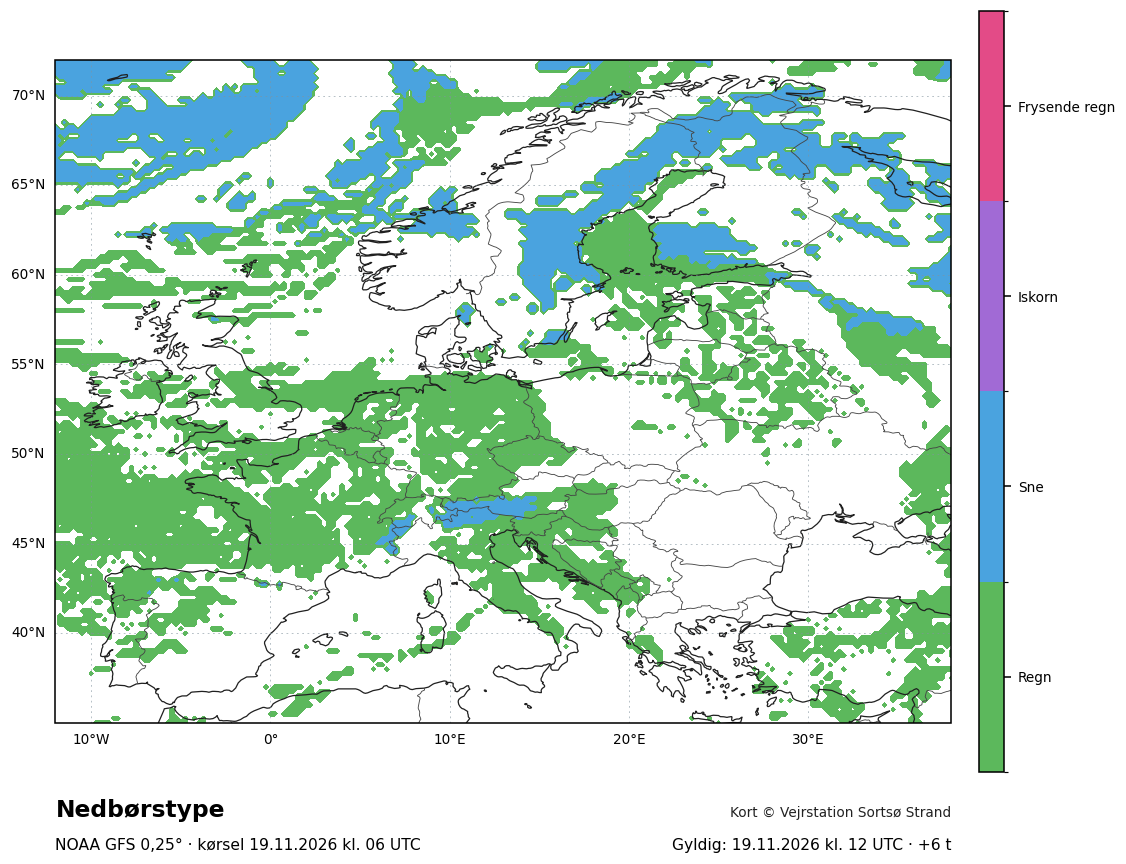 70°N
65°N
60°N
55°N
50°N
45°N
40°N
10°W
0°
10°E
20°E
30°E
Frysende regn
Iskorn
Sne
Regn
Nedbørstype
Kort © Vejrstation Sortsø Strand
NOAA GFS 0,25° · kørsel 19.11.2026 kl. 06 UTC
Gyldig: 19.11.2026 kl. 12 UTC · +6 t